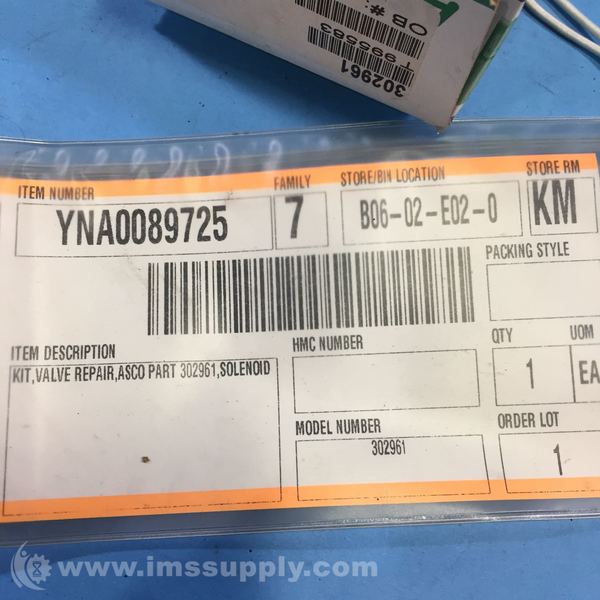 OB #:
T 995583
302961
ITEM NUMBER
YNA0089725
FAMILY
7
STORE/BIN LOCATION
B06-02-E02-0
STORE RM
KM
PACKING STYLE
ITEM DESCRIPTION
KIT,VALVE REPAIR,ASCO PART 302961,SOLENOID
HMC NUMBER
QTY
1
UOM
EA
MODEL NUMBER
302961
ORDER LOT
1
www.imssupply.com